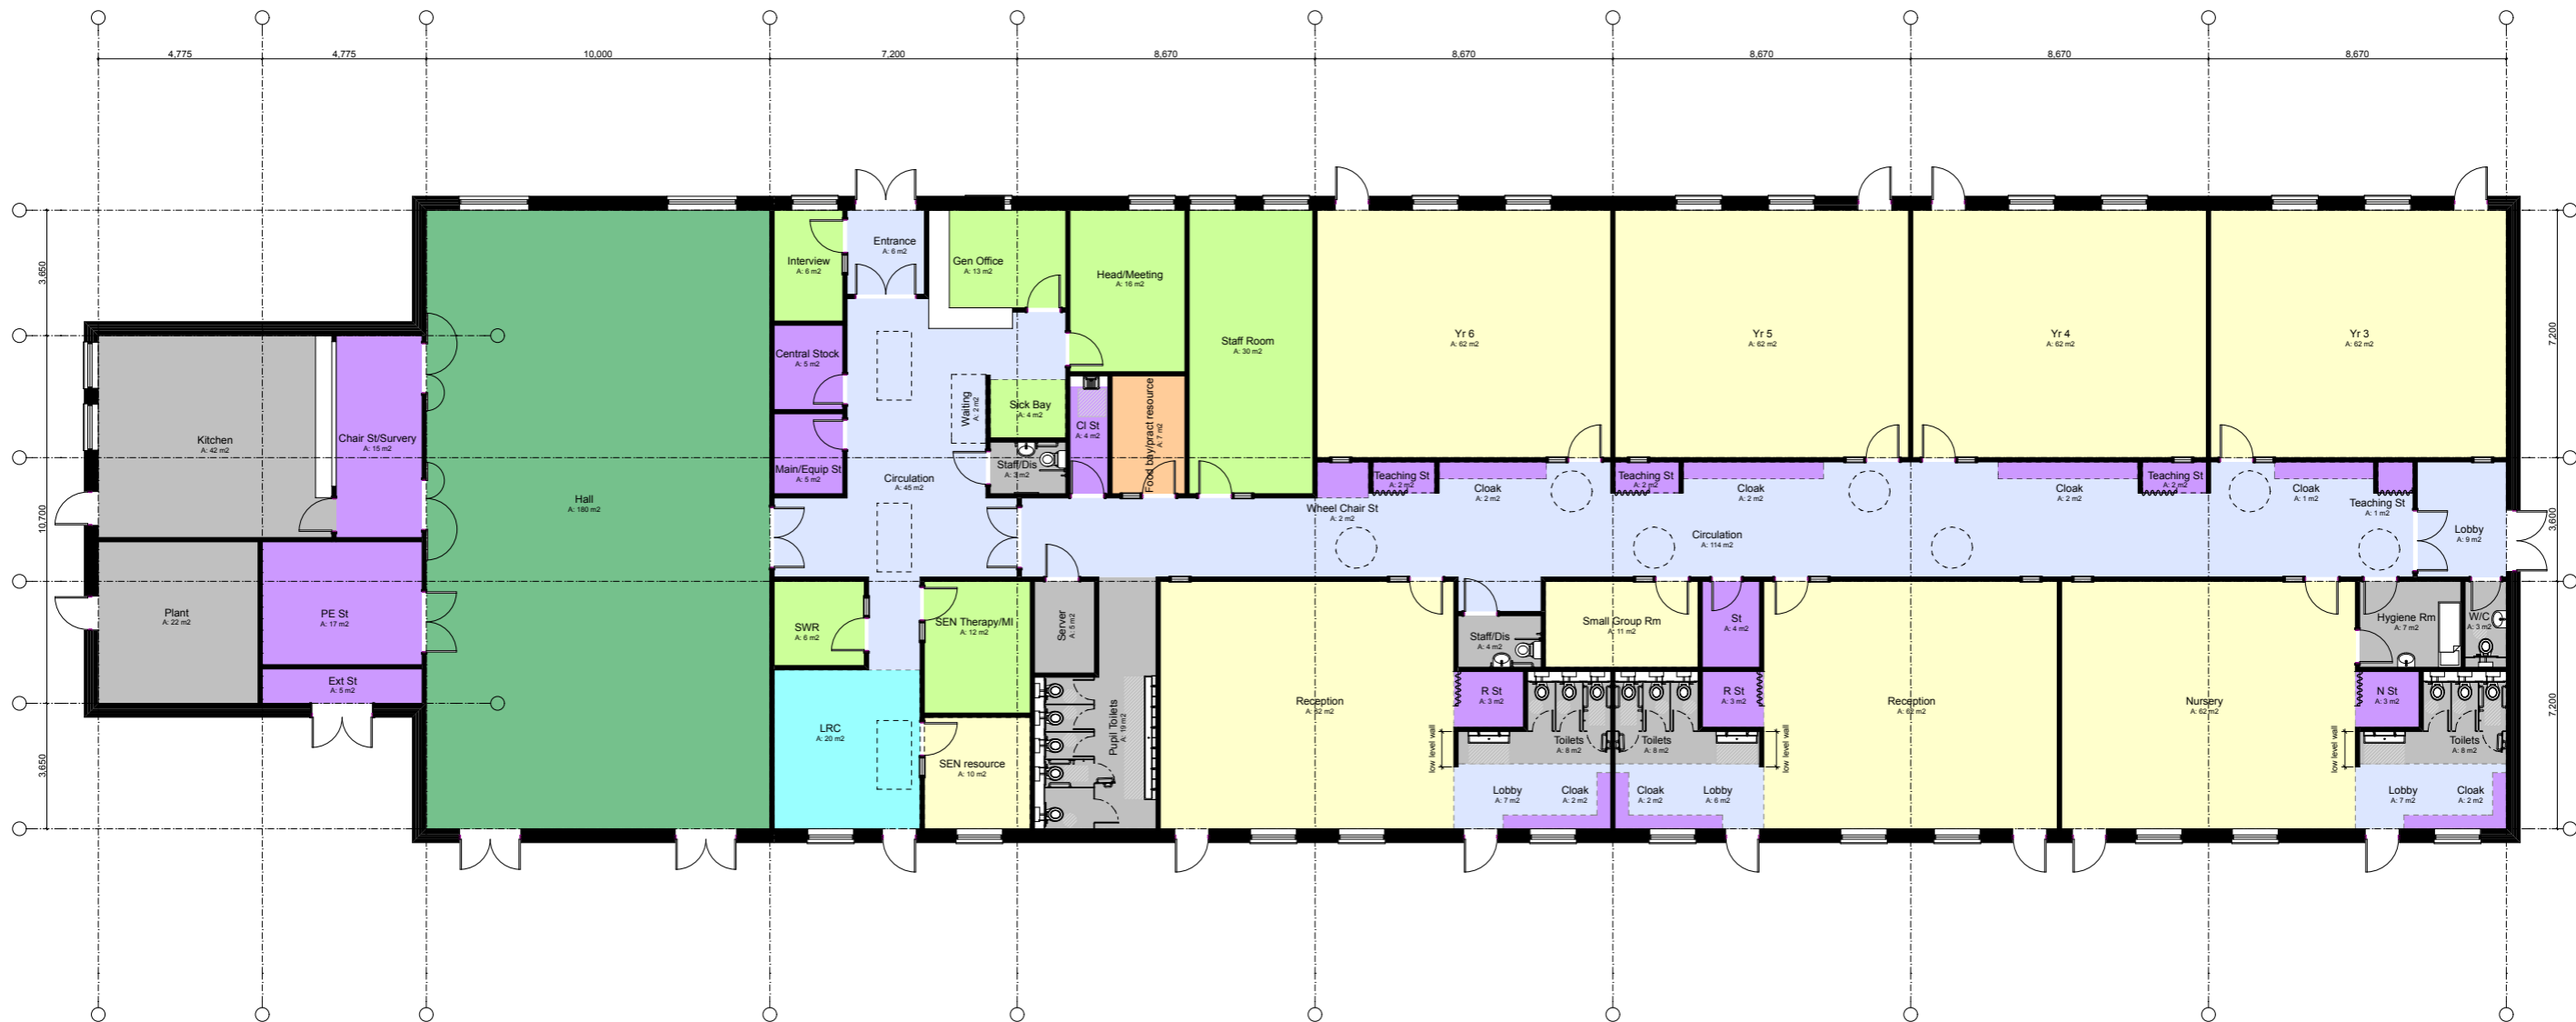 4,775
4,775
10,000
7,200
8,670
8,670
8,670
8,670
8,670
3,650
10,700
3,650
7,200
3,600
7,200
Entrance
A: 6 m2
Interview
A: 6 m2
Gen Office
A: 13 m2
Head/Meeting
A: 16 m2
Staff Room
A: 30 m2
Yr 6
A: 62 m2
Yr 5
A: 62 m2
Yr 4
A: 62 m2
Yr 3
A: 62 m2
Central Stock
A: 5 m2
Waiting
A: 2 m2
Sick Bay
A: 4 m2
Cl St
A: 4 m2
Food bay/pract resource
A: 7 m2
Kitchen
A: 42 m2
Chair St/Survery
A: 15 m2
Main/Equip St
A: 5 m2
Staff/Dis
A: 3 m2
Circulation
A: 45 m2
Hall
A: 180 m2
Wheel Chair St
A: 2 m2
Teaching St
A: 2 m2
Cloak
A: 2 m2
Teaching St
A: 2 m2
Cloak
A: 2 m2
Cloak
A: 2 m2
Teaching St
A: 2 m2
Cloak
A: 1 m2
Teaching St
A: 1 m2
Circulation
A: 114 m2
Lobby
A: 9 m2
Plant
A: 22 m2
PE St
A: 17 m2
Ext St
A: 5 m2
SWR
A: 6 m2
SEN Therapy/MI
A: 12 m2
Server
A: 5 m2
Pupil Toilets
A: 19 m2
LRC
A: 20 m2
SEN resource
A: 10 m2
Reception
A: 62 m2
Staff/Dis
A: 4 m2
Small Group Rm
A: 11 m2
St
A: 4 m2
R St
A: 3 m2
R St
A: 3 m2
Toilets
A: 8 m2
Toilets
A: 8 m2
low level wall
low level wall
Lobby
A: 7 m2
Cloak
A: 2 m2
Cloak
A: 2 m2
Lobby
A: 6 m2
Reception
A: 62 m2
Nursery
A: 62 m2
Hygiene Rm
A: 7 m2
W/C
A: 3 m2
N St
A: 3 m2
Toilets
A: 8 m2
low level wall
Lobby
A: 7 m2
Cloak
A: 2 m2